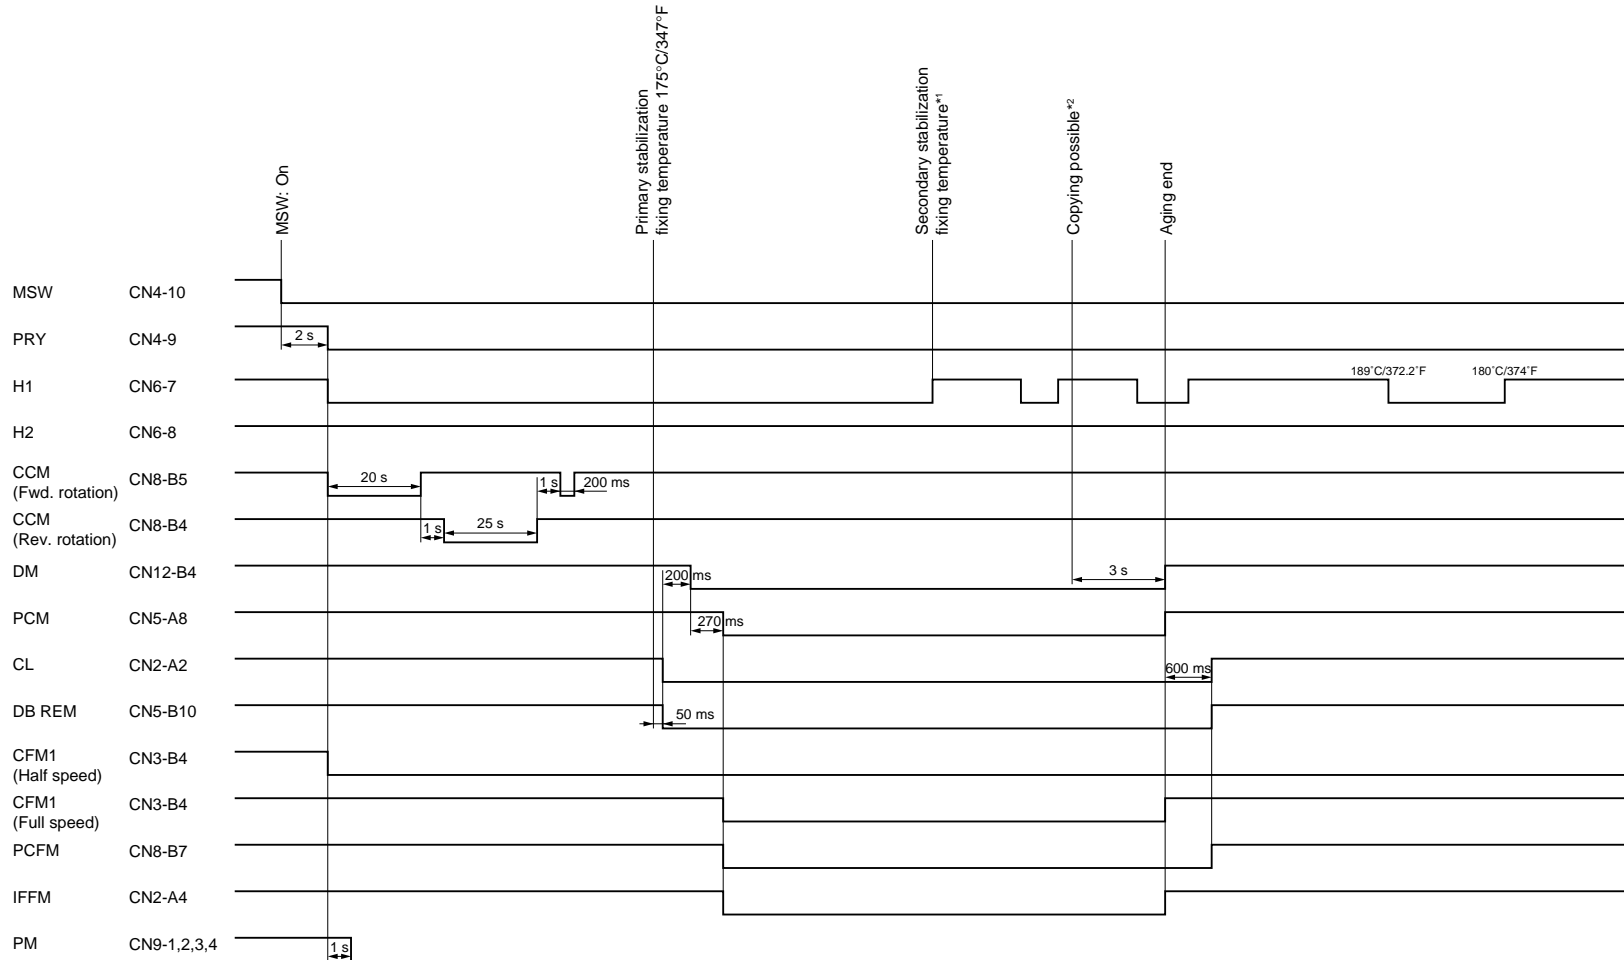 MSW: On
Primary stabilization
fixing temperature 175°C/347°F
Secondary stabilization
fixing temperature*1
Copying possible*2
Aging end
MSW CN4-10
PRY CN4-9 2 s
H1 CN6-7 189˚C/372.2˚F 180˚C/374˚F
H2 CN6-8
CCM
(Fwd. rotation) CN8-B5 20 s 1 s 200 ms
CCM
(Rev. rotation) CN8-B4 1 s 25 s
DM CN12-B4 200 ms 3 s
PCM CN5-A8 270 ms
CL CN2-A2 600 ms
DB REM CN5-B10 50 ms
CFM1
(Half speed) CN3-B4
CFM1
(Full speed) CN3-B4
PCFM CN8-B7
IFFM CN2-A4
PM CN9-1,2,3,4 1 s